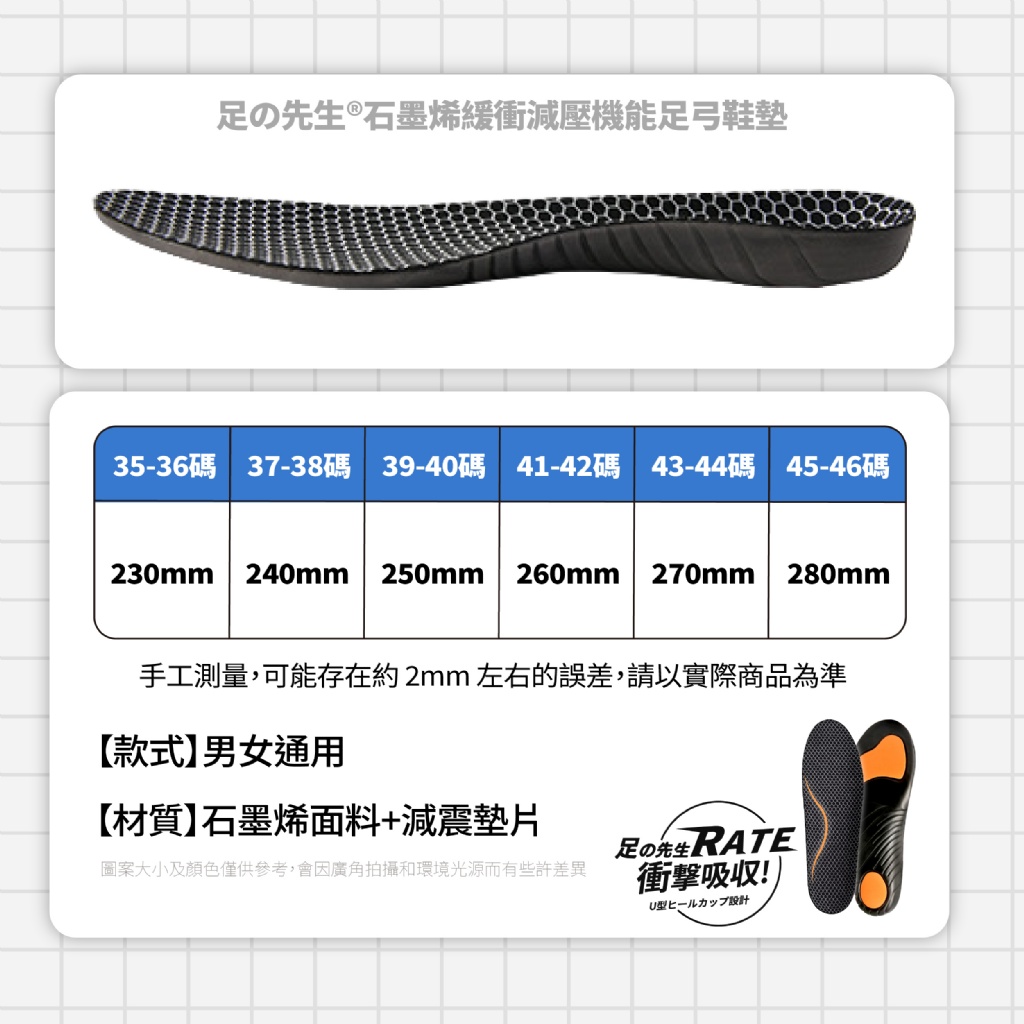 足の先生®石墨烯緩衝減壓機能足弓鞋墊
35-36碼 37-38碼 39-40碼 41-42碼 43-44碼 45-46碼
230mm 240mm 250mm 260mm 270mm 280mm
手工測量,可能存在約 2mm 左右的誤差,請以實際商品為準
【款式】男女通用
【材質】石墨烯面料+減震墊片
圖案大小及顏色僅供參考,會因廣角拍攝和環境光源而有些許差異
足の先生RATE
衝撃吸収!
U型ヒールカップ設計